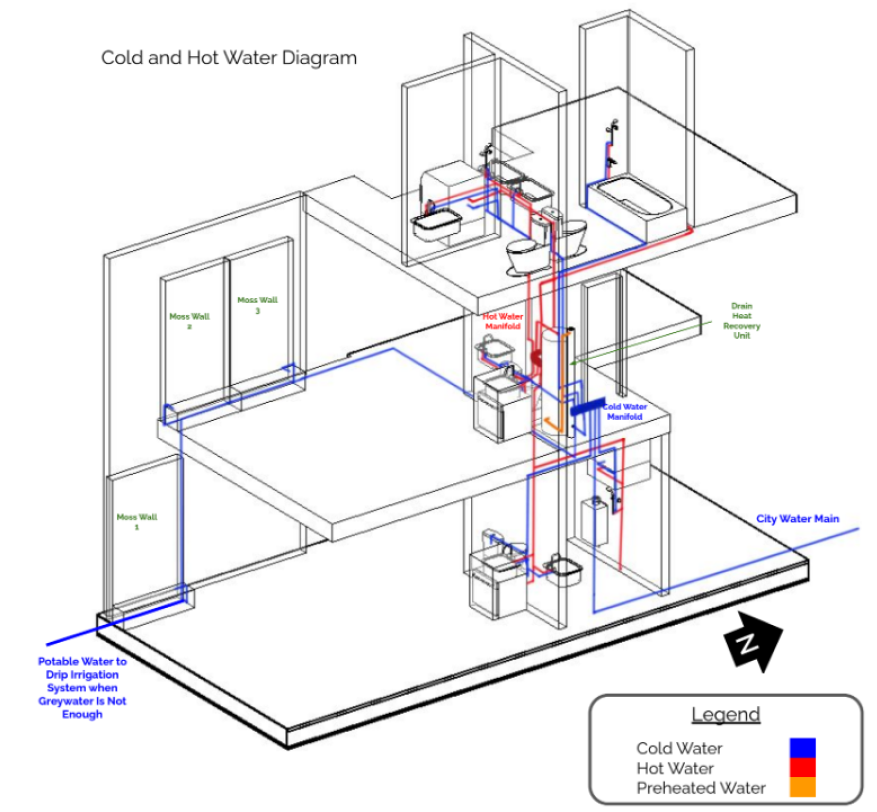 Cold and Hot Water Diagram
Moss Wall
2
Moss Wall
3
Hot Water
Manifold
Drain
Heat
Recovery
Unit
Cold Water
Manifold
Moss Wall
1
City Water Main
N
Potable Water to
Drip Irrigation
System when
Greywater Is Not
Enough
Legend
Cold Water
Hot Water
Preheated Water